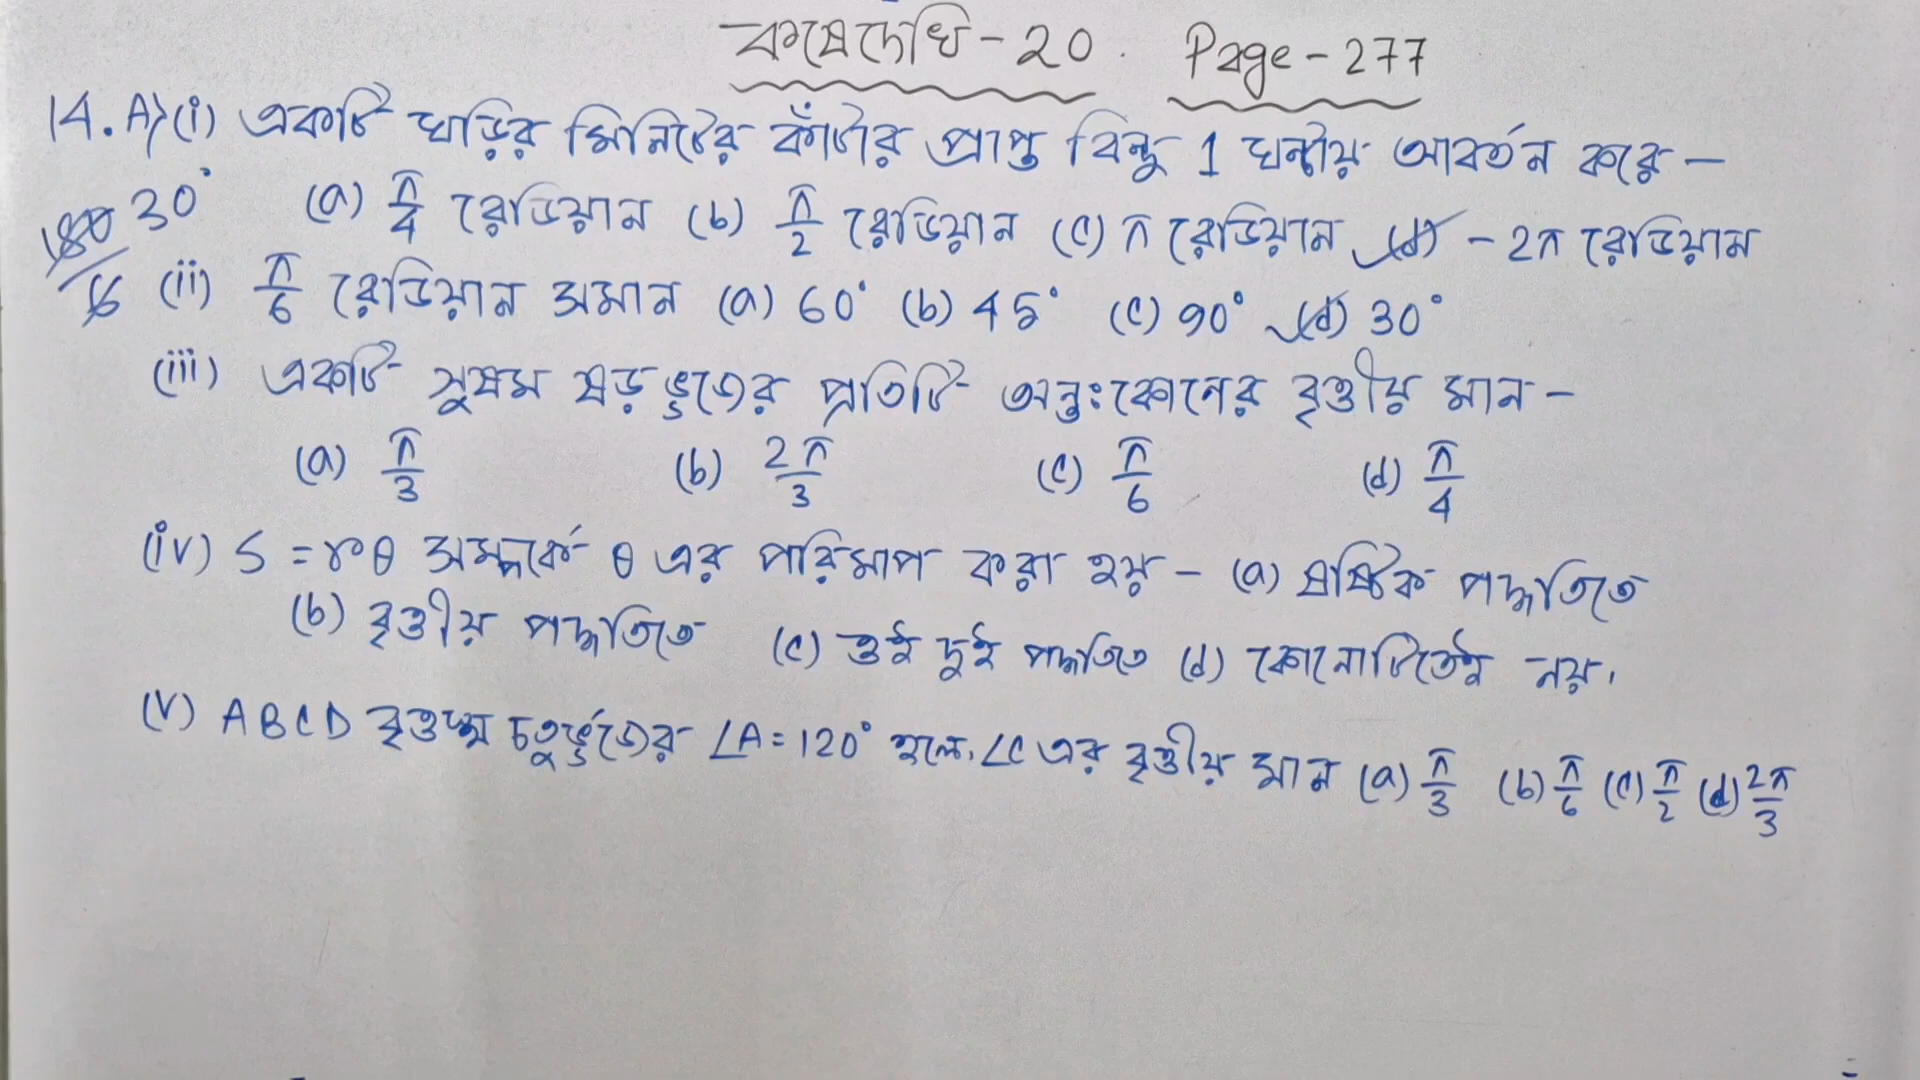 কষে দেখি - 20. Page - 277
14. A) (i) একটি ঘড়ির মিনিটের কাঁটার প্রান্ত বিন্দু 1 ঘন্টায় আবর্তন করে —
(a) π/4 রেডিয়ান (b) π/2 রেডিয়ান (c) π রেডিয়ান (d) - 2π রেডিয়ান
180/6 30°
(ii) π/6 রেডিয়ান সমান (a) 60° (b) 45° (c) 90° (d) 30°
(iii) একটি সুষম ষড়ভুজের প্রতিটি অন্তঃকোনের বৃত্তীয় মান —
(a) π/3 (b) 2π/3 (c) π/6 (d) π/4
(iv) S = rθ সম্পর্কে θ এর পরিমাপ করা হয় — (a) ষষ্টিক পদ্ধতিতে
(b) বৃত্তীয় পদ্ধতিতে (c) ওই দুই পদ্ধতিতে (d) কোনোটিতেই নয়।
(v) ABCD বৃত্তস্থ চতুর্ভুজের ∠A = 120° হলে, ∠C এর বৃত্তীয় মান (a) π/3 (b) π/6 (c) π/2 (d) 2π/3